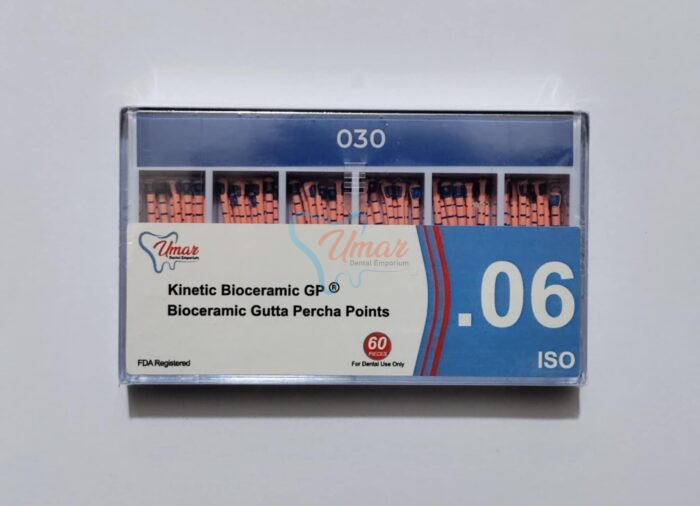 030
Umar
Dental Emporium
Umar
Dental Emporium
Kinetic Bioceramic GP ®
Bioceramic Gutta Percha Points
.06
60
PIECES
FDA Registered
For Dental Use Only
ISO